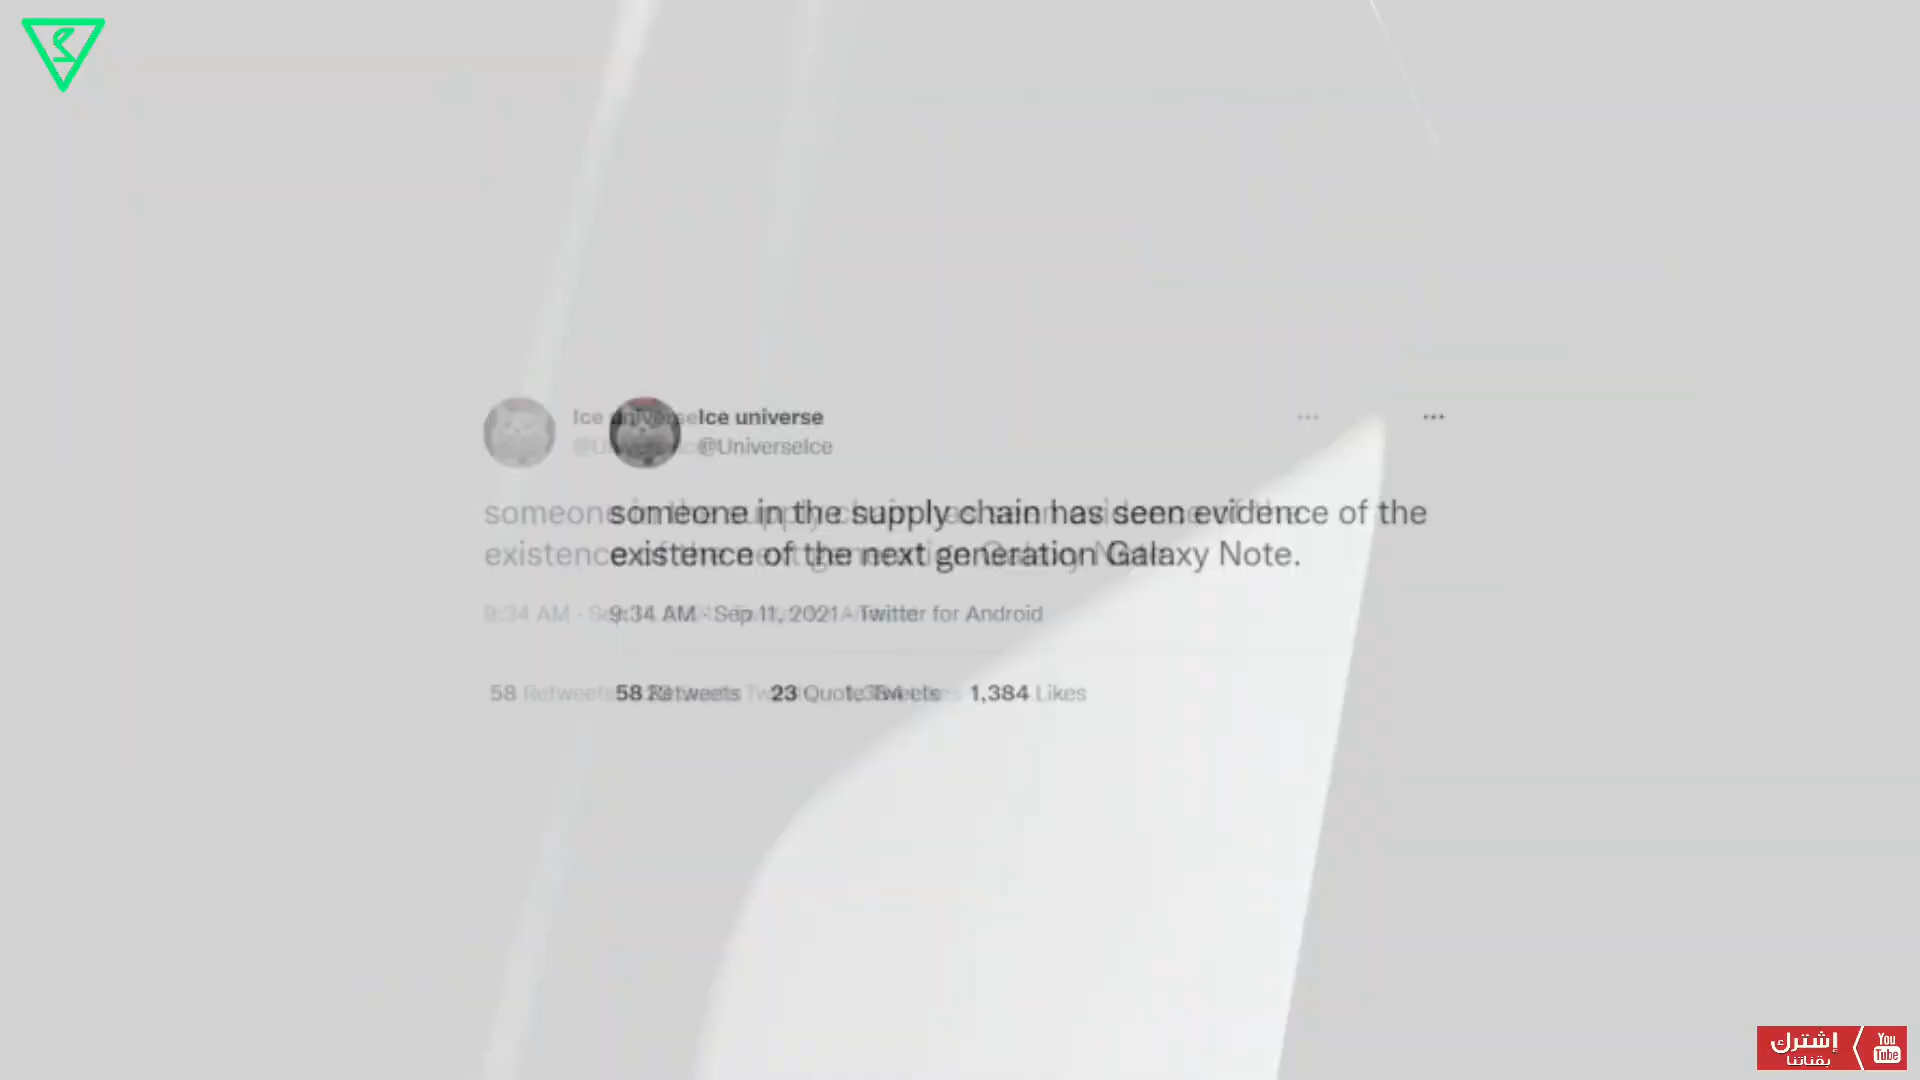 Ice universe
@UniverseIce
someone in the supply chain has seen evidence of the
existence of the next generation Galaxy Note.
9:34 AM · Sep 11, 2021 · Twitter for Android
58 Retweets 23 Quote Tweets 1,384 Likes
إشترك
بقناتنا
You
Tube